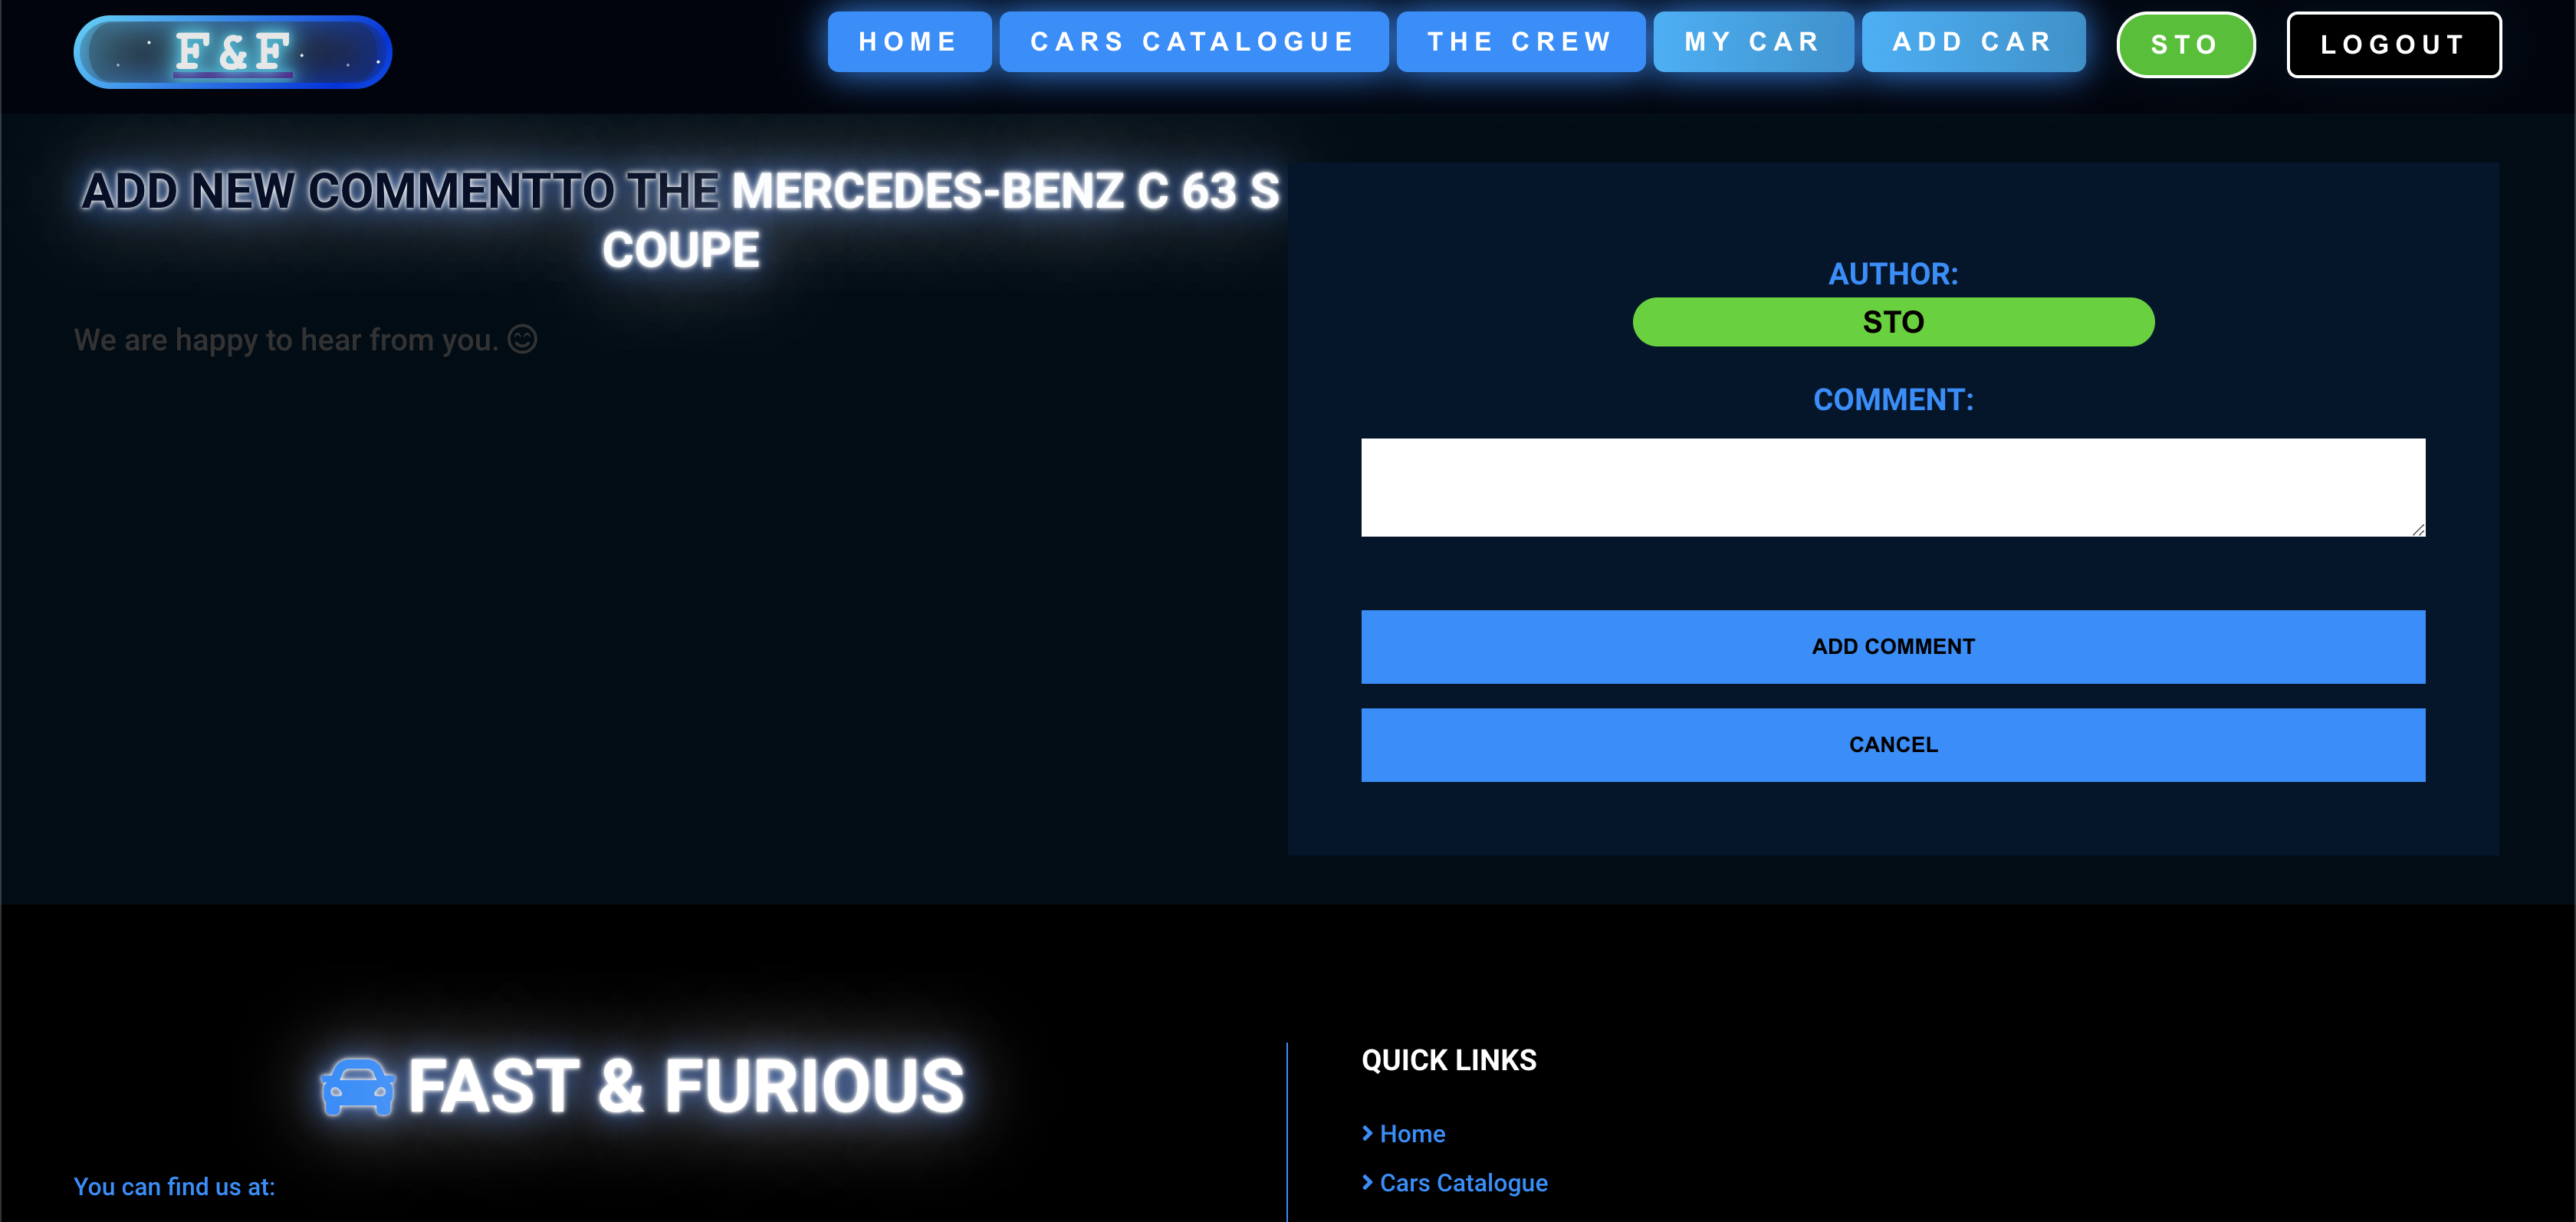 F&F
HOME
CARS CATALOGUE
THE CREW
MY CAR
ADD CAR
STO
LOGOUT
ADD NEW COMMENTTO THE MERCEDES-BENZ C 63 S
COUPE
We are happy to hear from you.
AUTHOR:
STO
COMMENT:
ADD COMMENT
CANCEL
FAST & FURIOUS
You can find us at:
QUICK LINKS
Home
Cars Catalogue